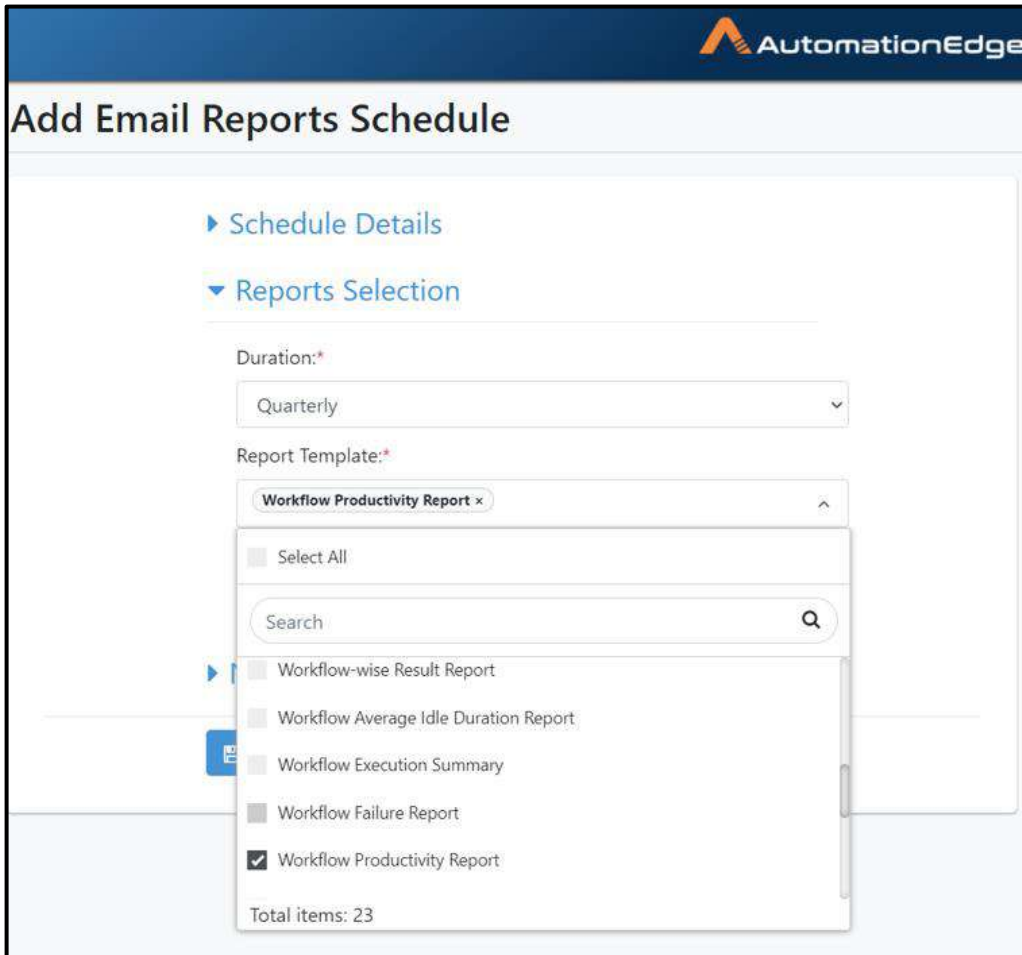 AutomationEdge
Add Email Reports Schedule
Schedule Details
Reports Selection
Duration:*
Quarterly
Report Template:*
Workflow Productivity Report ×
Select All
Search
Workflow-wise Result Report
Workflow Average Idle Duration Report
Workflow Execution Summary
Workflow Failure Report
Workflow Productivity Report
Total items: 23